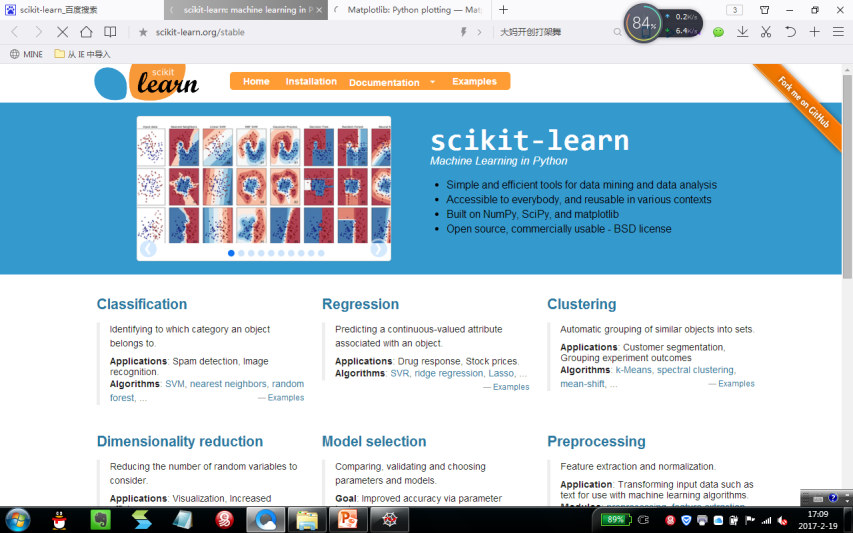 scikit-learn_百度搜索
scikit-learn: machine learning in P
Matplotlib: Python plotting — Mat
3
scikit-learn.org/stable
大妈开创打架舞
84%
0.2K/s
6.4K/s
MINE
从 IE 中导入
scikit
learn
Home
Installation
Documentation
Examples
Fork me on GitHub
scikit-learn
Machine Learning in Python
Simple and efficient tools for data mining and data analysis
Accessible to everybody, and reusable in various contexts
Built on NumPy, SciPy, and matplotlib
Open source, commercially usable - BSD license
Classification
Identifying to which category an object
belongs to.
Applications: Spam detection, Image
recognition.
Algorithms: SVM, nearest neighbors, random
forest, ...
— Examples
Regression
Predicting a continuous-valued attribute
associated with an object.
Applications: Drug response, Stock prices.
Algorithms: SVR, ridge regression, Lasso, ...
— Examples
Clustering
Automatic grouping of similar objects into sets.
Applications: Customer segmentation,
Grouping experiment outcomes
Algorithms: k-Means, spectral clustering,
mean-shift, ...
— Examples
Dimensionality reduction
Reducing the number of random variables to
consider.
Applications: Visualization, Increased
Model selection
Comparing, validating and choosing
parameters and models.
Goal: Improved accuracy via parameter
Preprocessing
Feature extraction and normalization.
Application: Transforming input data such as
text for use with machine learning algorithms.
89%
17:09
2017-2-19